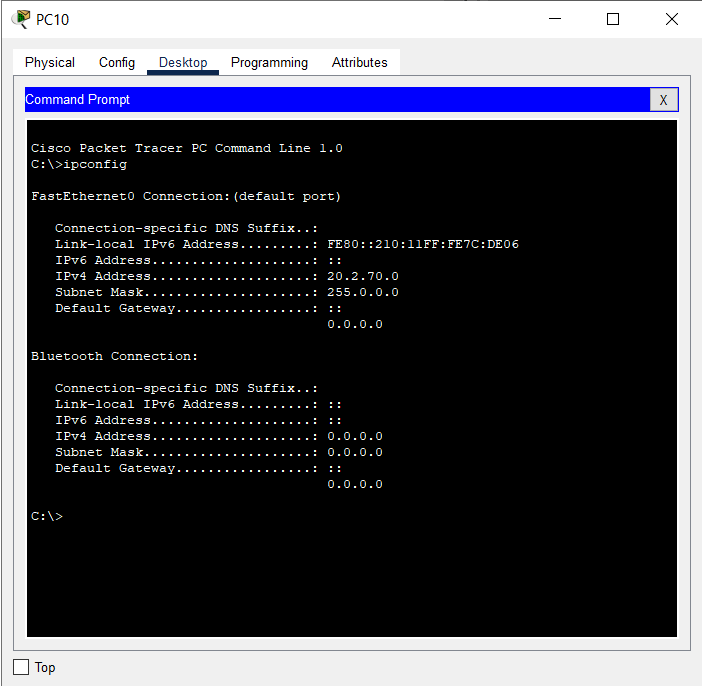 PC10
Physical Config Desktop Programming Attributes
Command Prompt
X
Cisco Packet Tracer PC Command Line 1.0
C:\>ipconfig
FastEthernet0 Connection:(default port)
Connection-specific DNS Suffix..:
Link-local IPv6 Address.........: FE80::210:11FF:FE7C:DE06
IPv6 Address....................: ::
IPv4 Address....................: 20.2.70.0
Subnet Mask.....................: 255.0.0.0
Default Gateway.................: ::
0.0.0.0
Bluetooth Connection:
Connection-specific DNS Suffix..:
Link-local IPv6 Address.........: ::
IPv6 Address....................: ::
IPv4 Address....................: 0.0.0.0
Subnet Mask.....................: 0.0.0.0
Default Gateway.................: ::
0.0.0.0
C:\>
Top